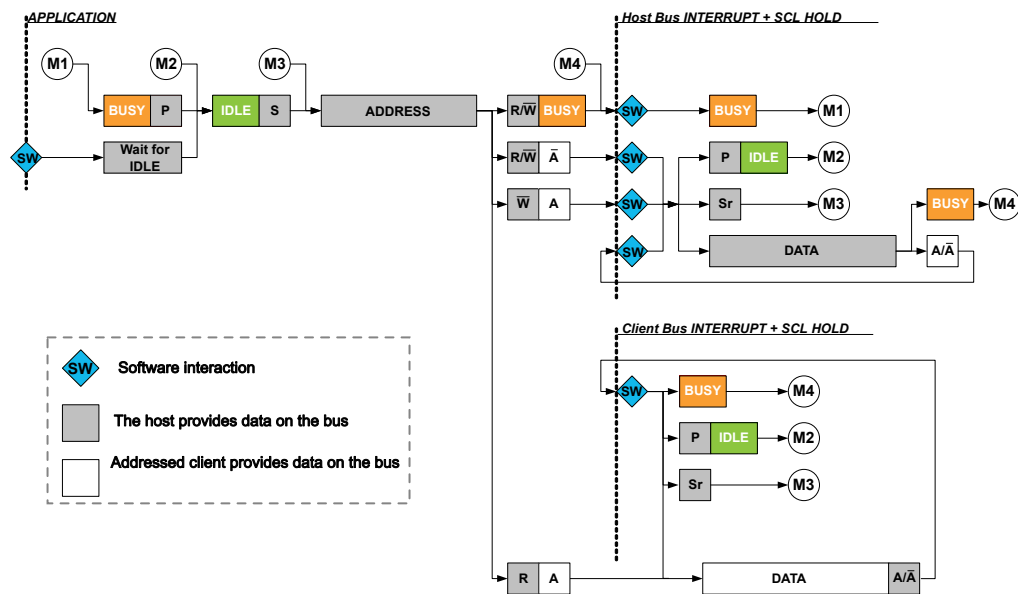 APPLICATION
Host Bus INTERRUPT + SCL HOLD
M1
M2
M3
M4
BUSY P
IDLE S
ADDRESS
R/W̅ BUSY
SW
BUSY
M1
SW
Wait for
IDLE
R/W̅ A̅
SW
P IDLE
M2
W̅ A
SW
Sr
M3
BUSY
M4
SW
DATA
A/A̅
Client Bus INTERRUPT + SCL HOLD
SW
Software interaction
The host provides data on the bus
Addressed client provides data on the bus
SW
BUSY
M4
P IDLE
M2
Sr
M3
R A
DATA
A/A̅